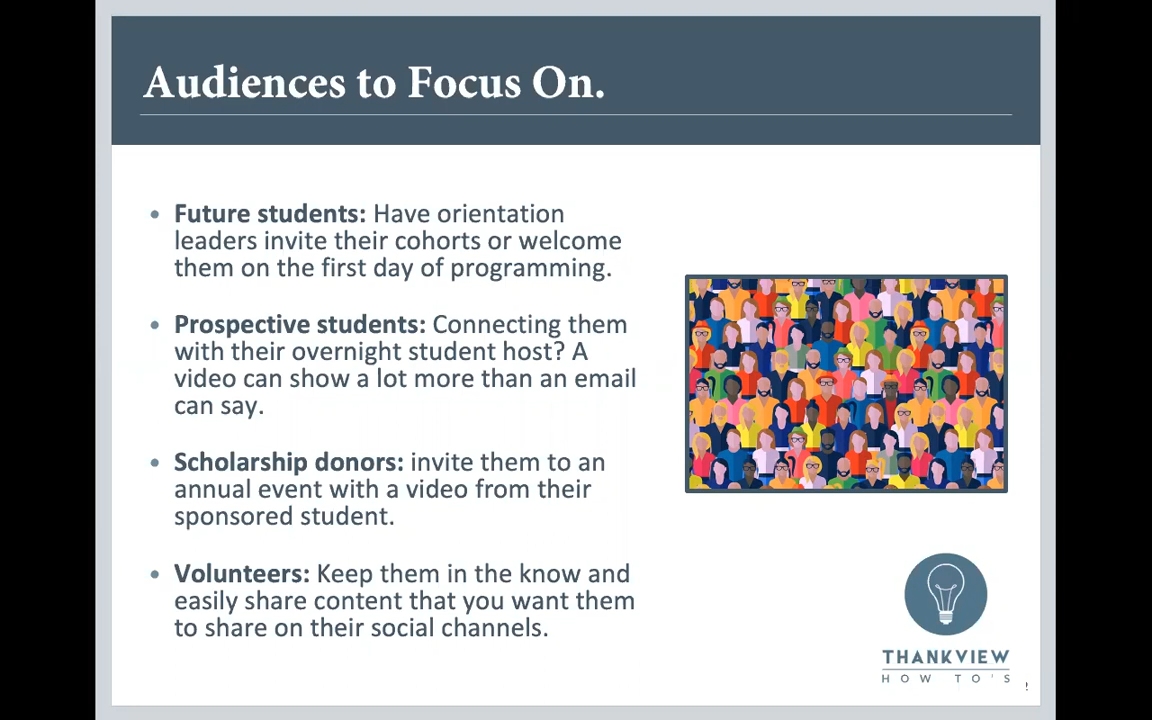 Audiences to Focus On.
• Future students: Have orientation
leaders invite their cohorts or welcome
them on the first day of programming.
• Prospective students: Connecting them
with their overnight student host? A
video can show a lot more than an email
can say.
• Scholarship donors: invite them to an
annual event with a video from their
sponsored student.
• Volunteers: Keep them in the know and
easily share content that you want them
to share on their social channels.
THANKVIEW
HOW TO'S